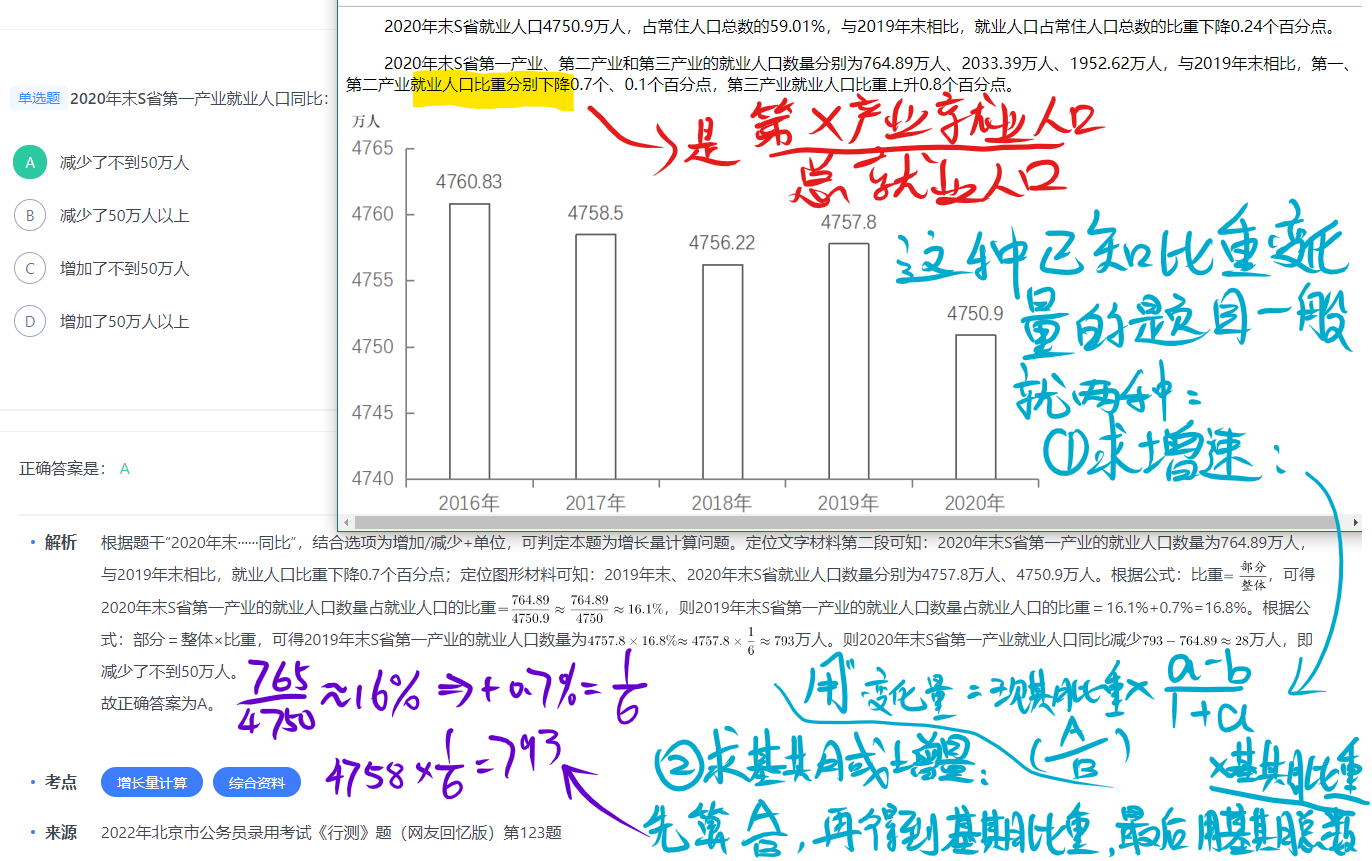 2020年末S省就业人口4750.9万人，占常住人口总数的59.01%，与2019年末相比，就业人口占常住人口总数的比重下降0.24个百分点。
2020年末S省第一产业、第二产业和第三产业的就业人口数量分别为764.89万人、2033.39万人、1952.62万人，与2019年末相比，第一、
第二产业就业人口比重分别下降0.7个、0.1个百分点，第三产业就业人口比重上升0.8个百分点。
单选题 2020年末S省第一产业就业人口同比：
A 减少了不到50万人
B 减少了50万人以上
C 增加了不到50万人
D 增加了50万人以上
万人
4765
4760
4755
4750
4745
4740
4760.83
4758.5
4756.22
4757.8
4750.9
2016年 2017年 2018年 2019年 2020年
是 第X产业就业人口
总就业人口
这种已知比重变化
量的题目一般
就两种：
①求增速：
正确答案是： A
• 解析 根据题干“2020年末……同比”，结合选项为增加/减少+单位，可判定本题为增长量计算问题。定位文字材料第二段可知：2020年末S省第一产业的就业人口数量为764.89万人，
与2019年末相比，就业人口比重下降0.7个百分点；定位图形材料可知：2019年末、2020年末S省就业人口数量分别为4757.8万人、4750.9万人。根据公式：比重=部分/整体，可得
2020年末S省第一产业的就业人口数量占就业人口的比重=764.89/4750.9≈764.89/4750≈16.1%，则2019年末S省第一产业的就业人口数量占就业人口的比重=16.1%+0.7%=16.8%。根据公
式：部分=整体×比重，可得2019年末S省第一产业的就业人口数量为4757.8×16.8%≈4757.8×1/6≈793万人。则2020年末S省第一产业就业人口同比减少793−764.89≈28万人，即
减少了不到50万人。
故正确答案为A。
765/4750≈16% ⇒+0.7%=1/6
4758×1/6=793
用“变化量=现期比重×(a-b)/(1+a)
(A/B)
②求基期或增量：
先算合，再得到基期比重，最后用基期总数
×基期比重
• 考点 增长量计算 综合资料
• 来源 2022年北京市公务员录用考试《行测》题（网友回忆版）第123题